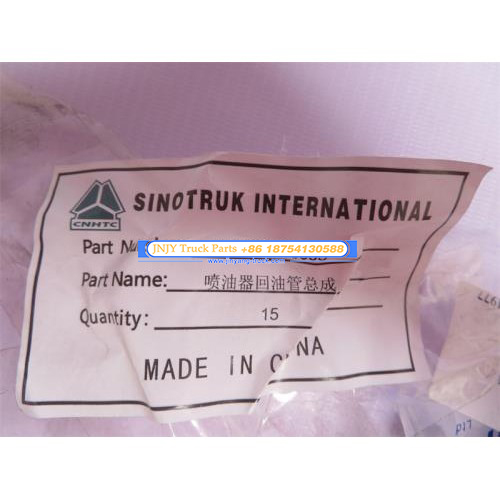 SINOTRUK INTERNATIONAL
CNHTC
Part
JNJY Truck Parts +86 18754130588
Part Name: 喷油器回油管总成
Quantity: 15
MADE IN